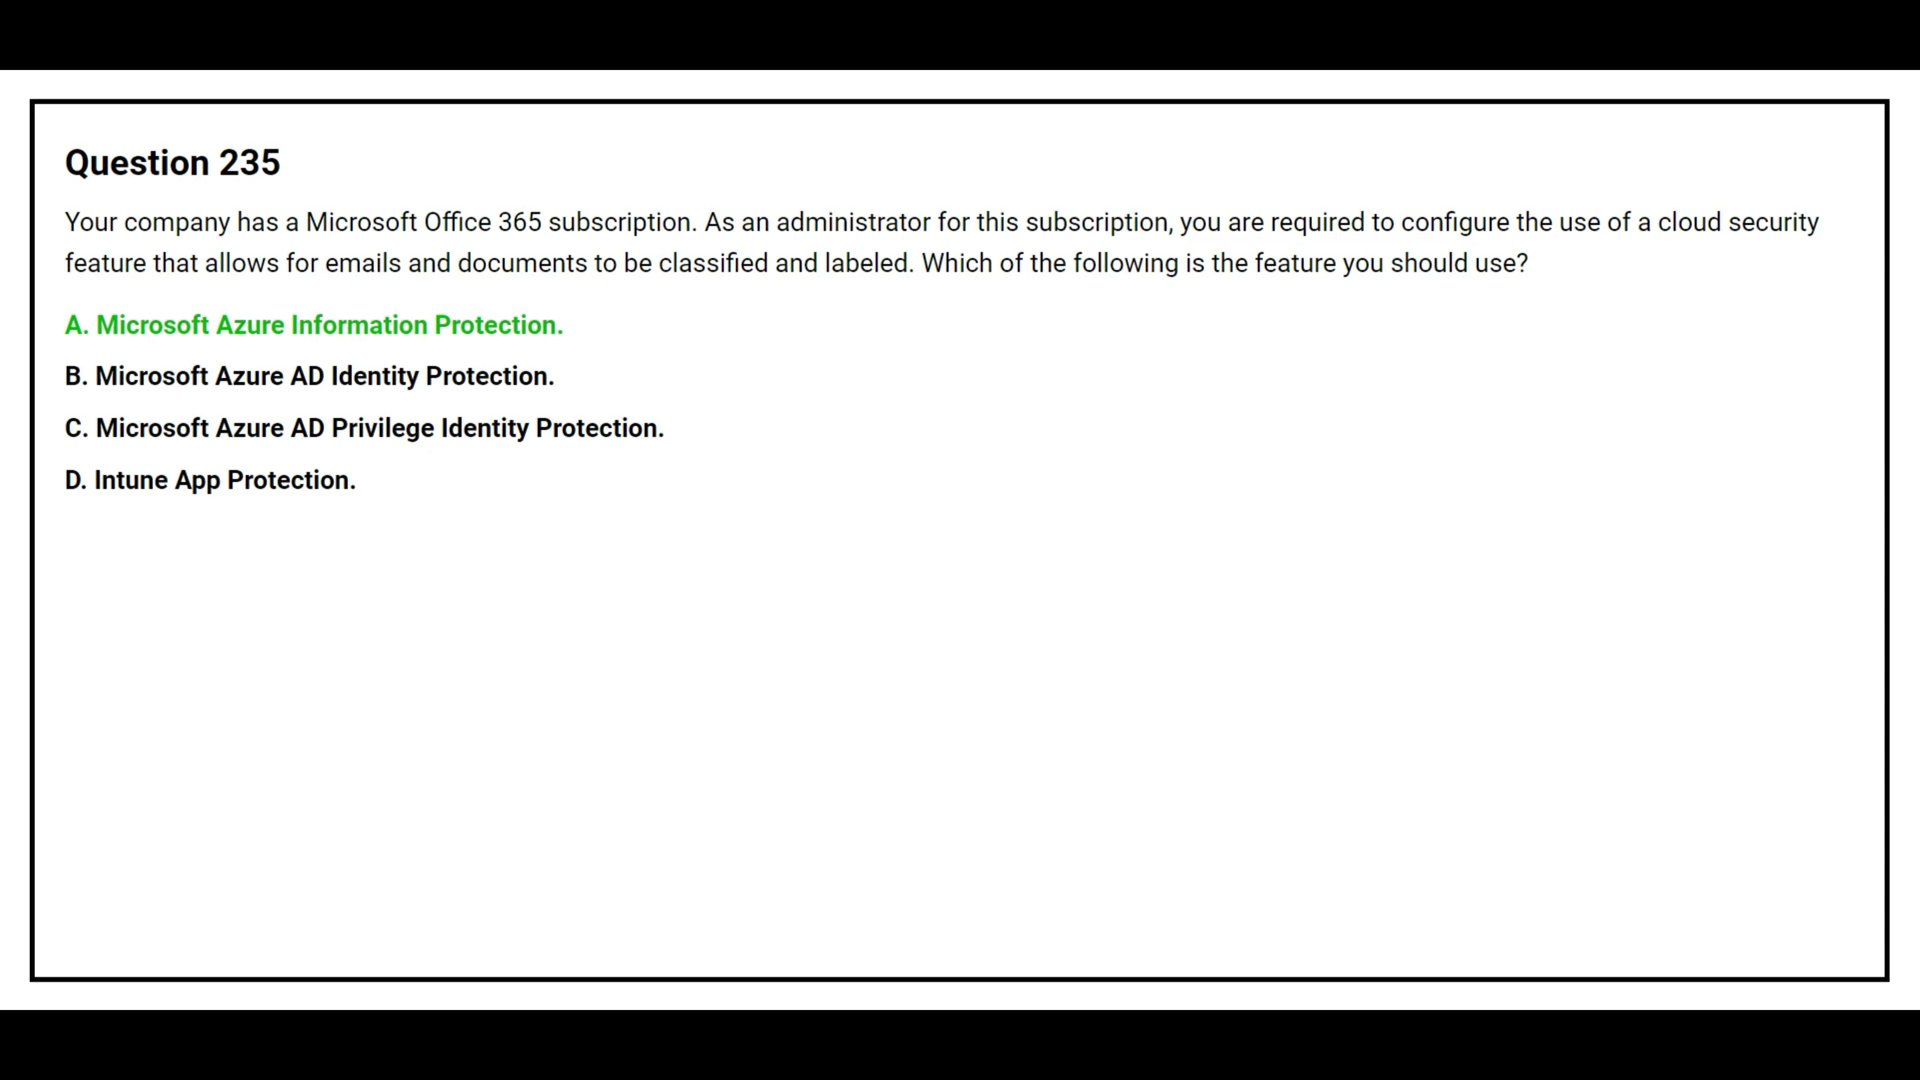 Question 235
Your company has a Microsoft Office 365 subscription. As an administrator for this subscription, you are required to configure the use of a cloud security
feature that allows for emails and documents to be classified and labeled. Which of the following is the feature you should use?
A. Microsoft Azure Information Protection.
B. Microsoft Azure AD Identity Protection.
C. Microsoft Azure AD Privilege Identity Protection.
D. Intune App Protection.